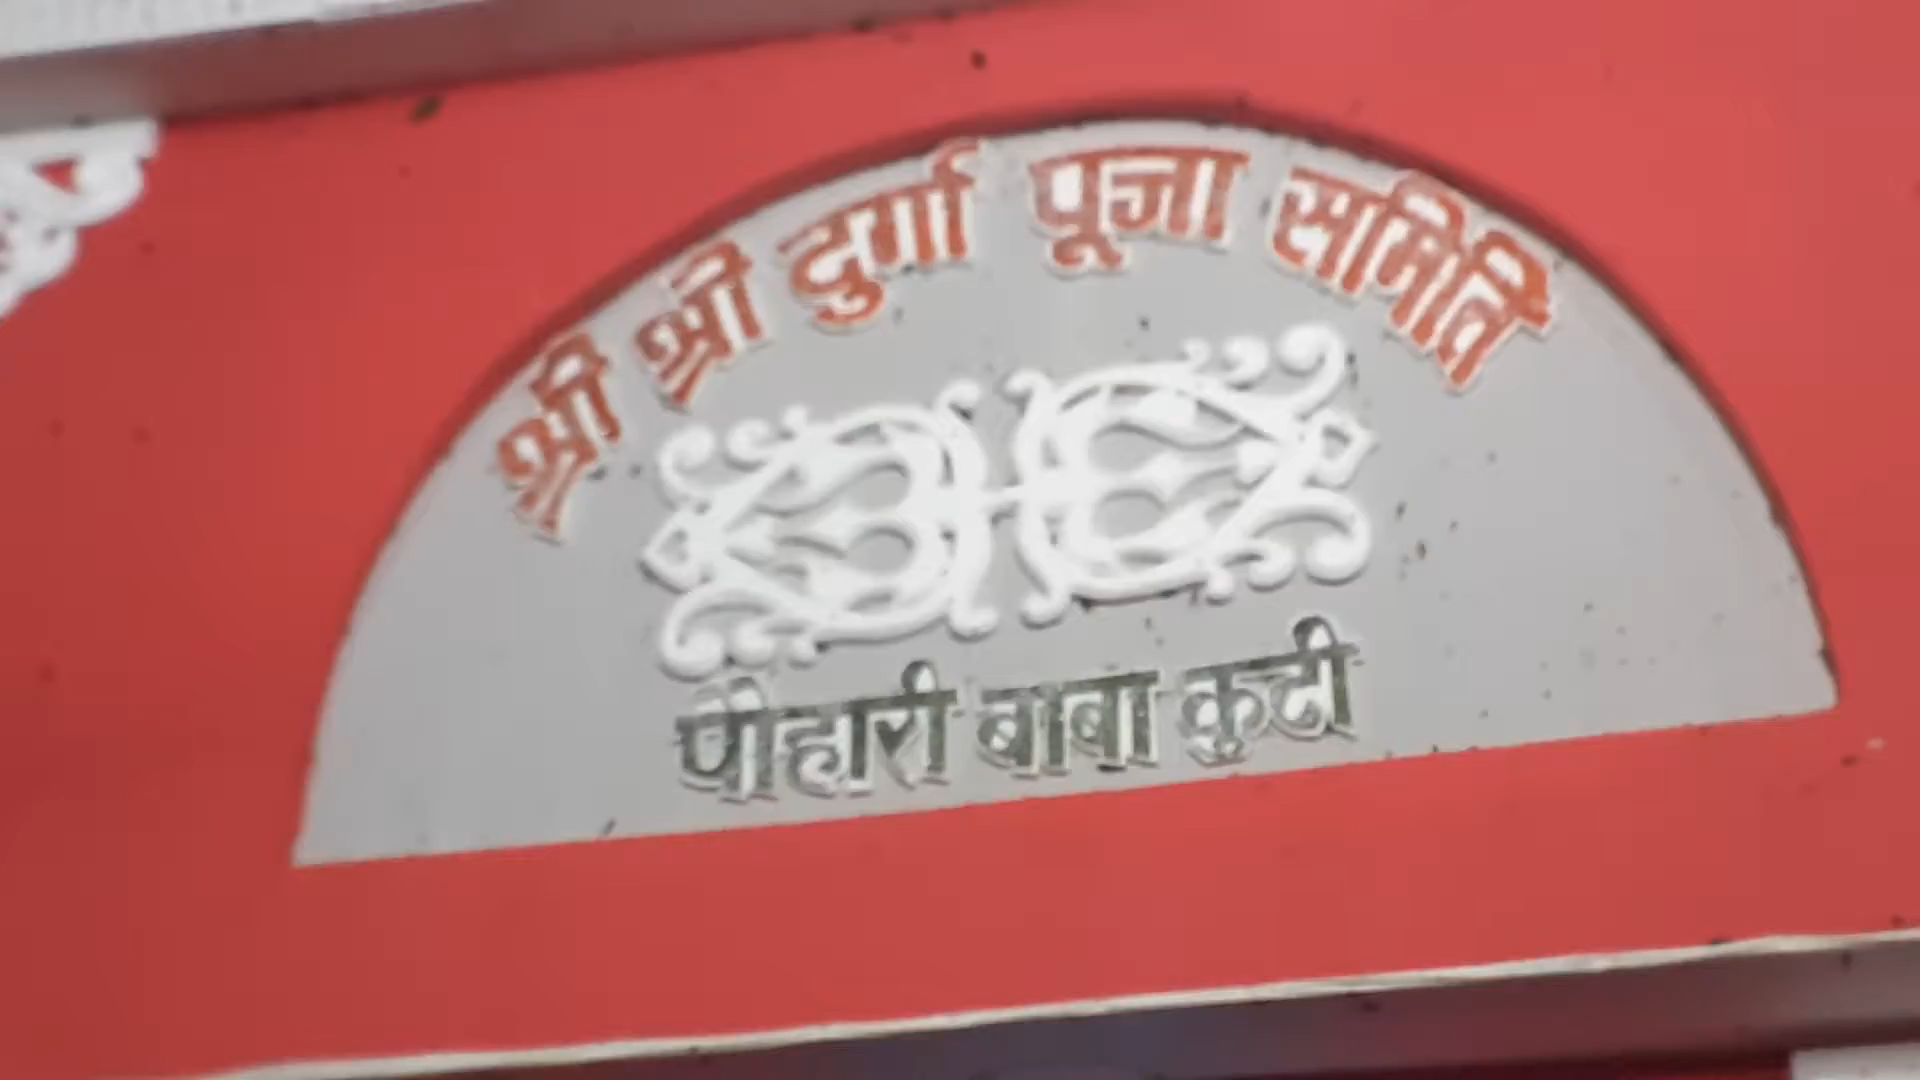 श्री श्री दुर्गा पूजा समिति
पौहारी बाबा कुटी